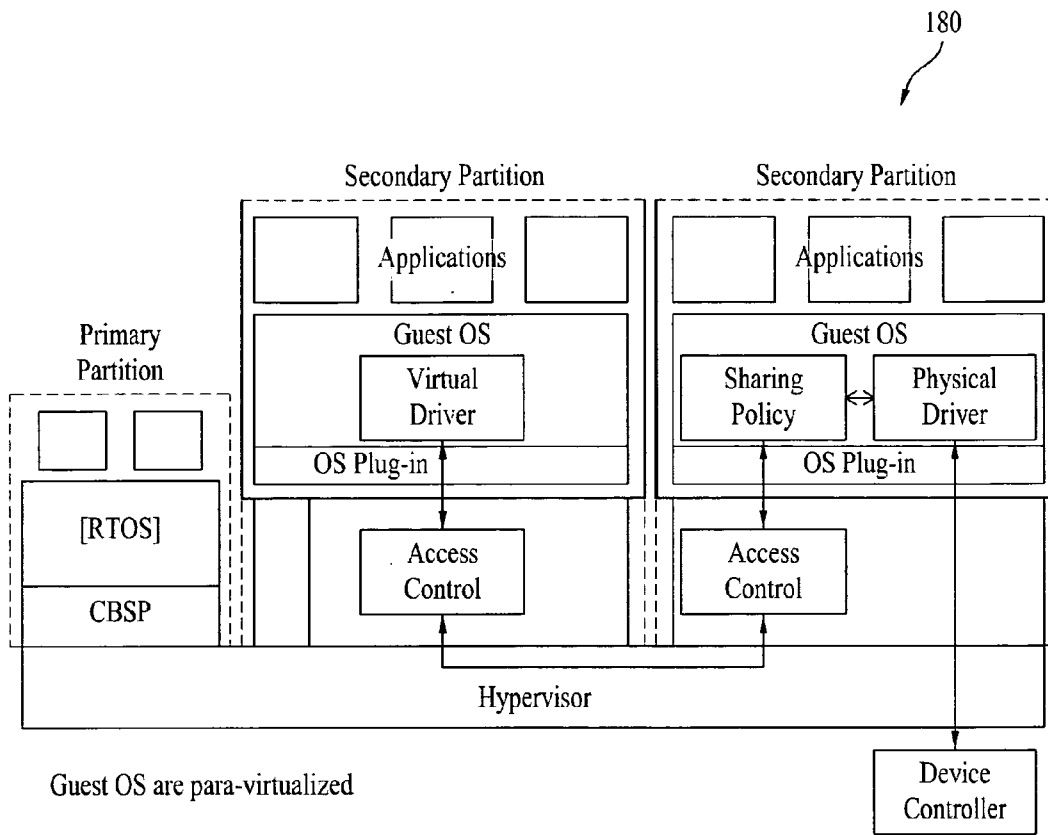 180
Secondary Partition
Secondary Partition
Applications
Applications
Primary
Partition
Guest OS
Guest OS
Virtual
Driver
Sharing
Policy
Physical
Driver
OS Plug-in
OS Plug-in
[RTOS]
CBSP
Access
Control
Access
Control
Hypervisor
Guest OS are para-virtualized
Device
Controller